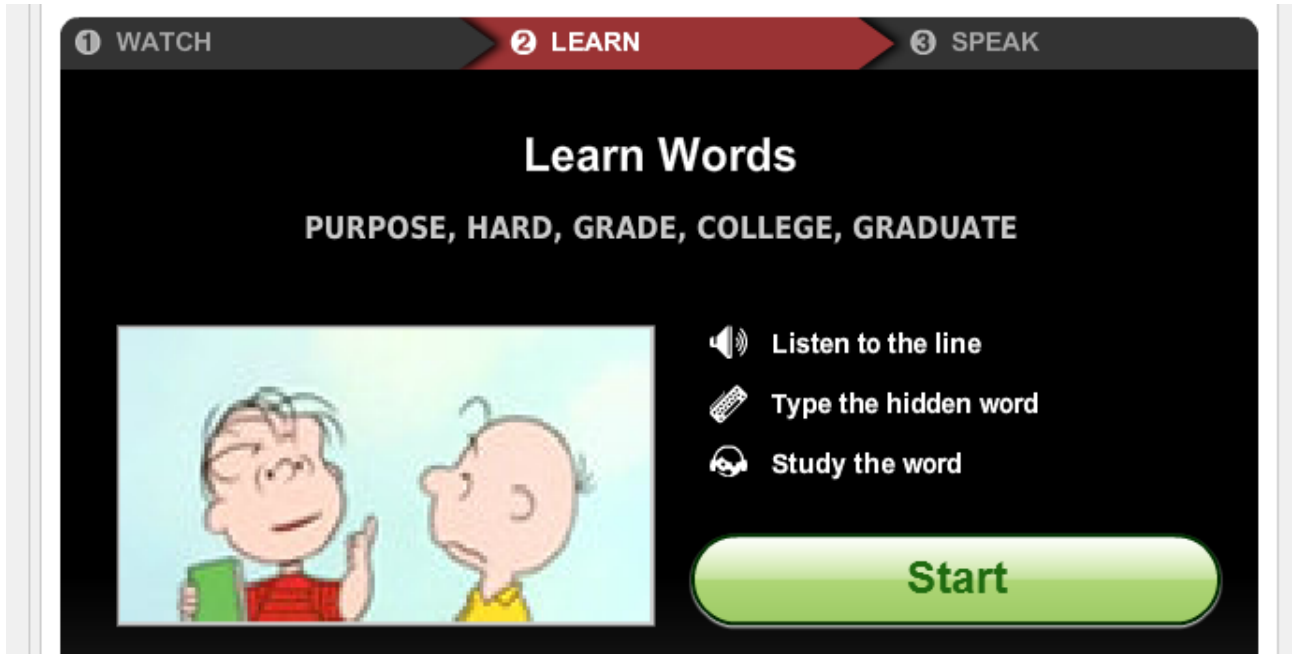 ❶ WATCH
❷ LEARN
❸ SPEAK
Learn Words
PURPOSE, HARD, GRADE, COLLEGE, GRADUATE
Listen to the line
Type the hidden word
Study the word
Start